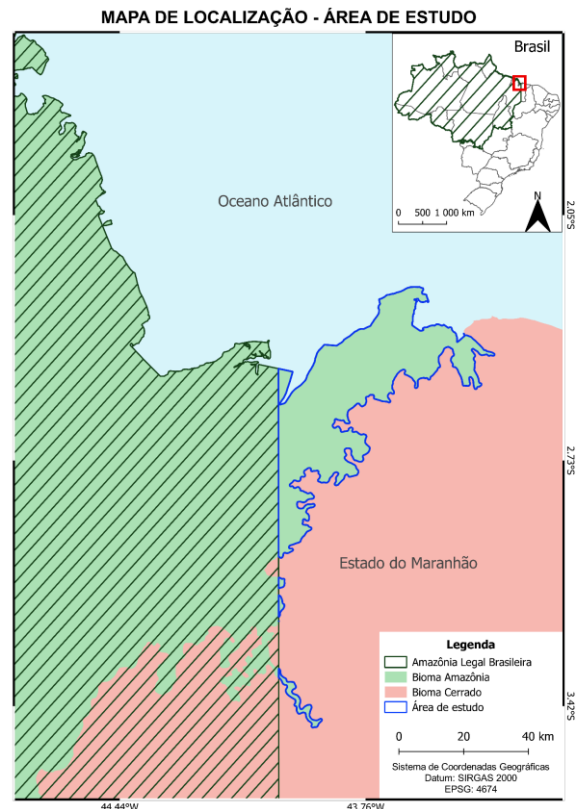 MAPA DE LOCALIZAÇÃO - ÁREA DE ESTUDO
Brasil
N
0 500 1 000 km
Oceano Atlântico
2.05°S
2.73°S
Estado do Maranhão
Legenda
Amazônia Legal Brasileira
Bioma Amazônia
Bioma Cerrado
Área de estudo
3.42°S
0 20 40 km
Sistema de Coordenadas Geográficas
Datum: SIRGAS 2000
EPSG: 4674
44.44°W 43.76°W